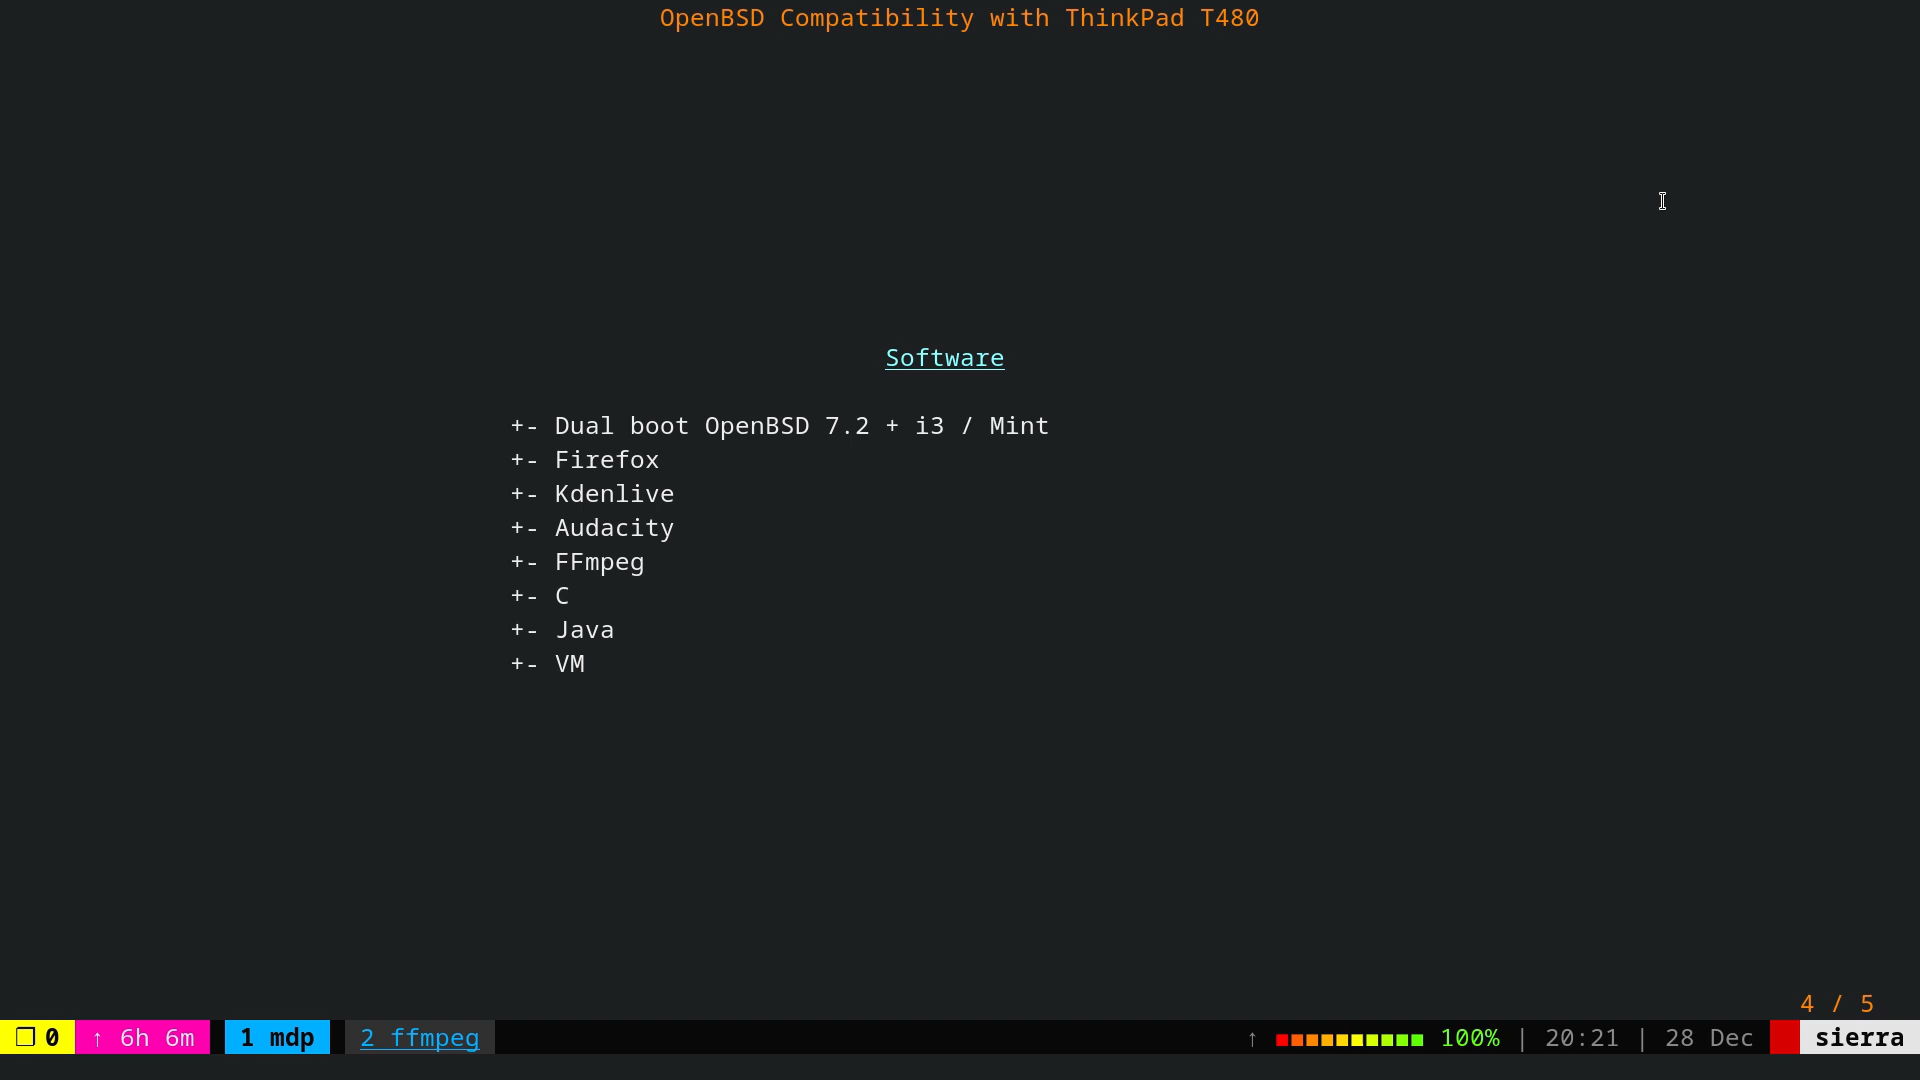 OpenBSD Compatibility with ThinkPad T480
Software
+- Dual boot OpenBSD 7.2 + i3 / Mint
+- Firefox
+- Kdenlive
+- Audacity
+- FFmpeg
+- C
+- Java
+- VM
4 / 5
❐ 0 ↑ 6h 6m 1 mdp 2 ffmpeg ↑ ■■■■■■■■■■ 100% | 20:21 | 28 Dec sierra